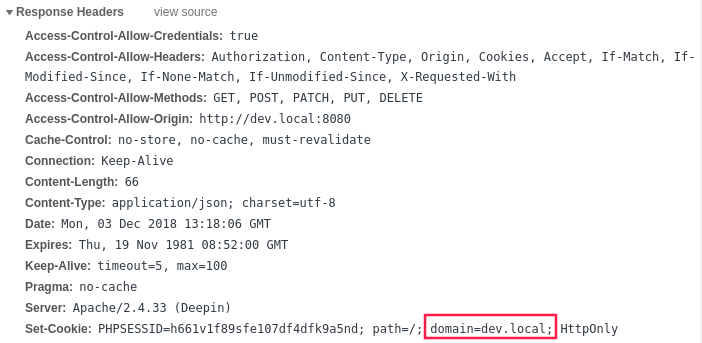 Response Headers view source
Access-Control-Allow-Credentials: true
Access-Control-Allow-Headers: Authorization, Content-Type, Origin, Cookies, Accept, If-Match, If-
Modified-Since, If-None-Match, If-Unmodified-Since, X-Requested-With
Access-Control-Allow-Methods: GET, POST, PATCH, PUT, DELETE
Access-Control-Allow-Origin: http://dev.local:8080
Cache-Control: no-store, no-cache, must-revalidate
Connection: Keep-Alive
Content-Length: 66
Content-Type: application/json; charset=utf-8
Date: Mon, 03 Dec 2018 13:18:06 GMT
Expires: Thu, 19 Nov 1981 08:52:00 GMT
Keep-Alive: timeout=5, max=100
Pragma: no-cache
Server: Apache/2.4.33 (Deepin)
Set-Cookie: PHPSESSID=h661v1f89sfe107df4dfk9a5nd; path=/; domain=dev.local; HttpOnly